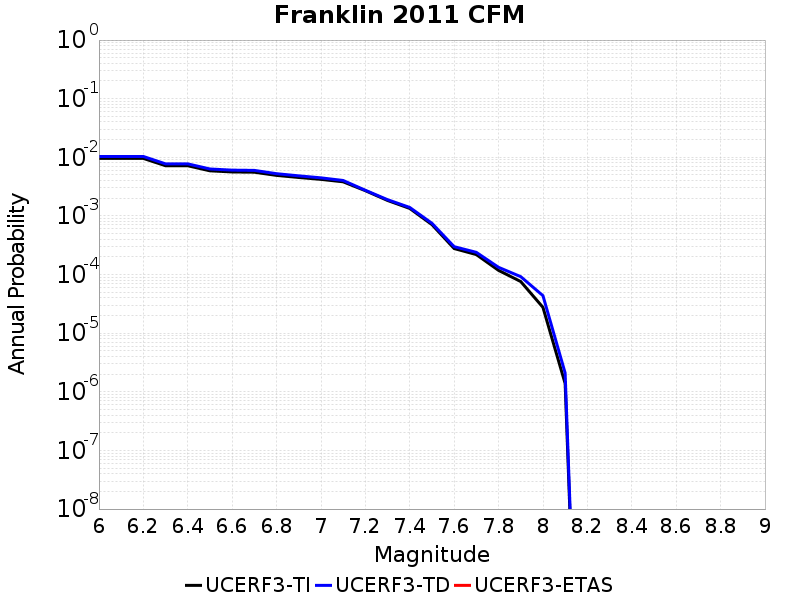 Franklin 2011 CFM
Annual Probability
10^0
10^-1
10^-2
10^-3
10^-4
10^-5
10^-6
10^-7
10^-8
6 6.2 6.4 6.6 6.8 7 7.2 7.4 7.6 7.8 8 8.2 8.4 8.6 8.8 9
Magnitude
UCERF3-TI UCERF3-TD UCERF3-ETAS